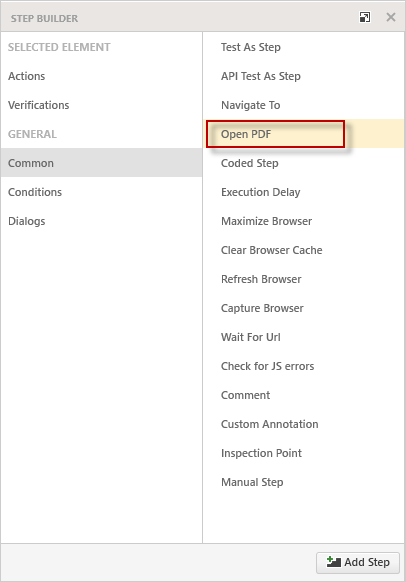 STEP BUILDER
SELECTED ELEMENT
Actions
Verifications
GENERAL
Common
Conditions
Dialogs
Test As Step
API Test As Step
Navigate To
Open PDF
Coded Step
Execution Delay
Maximize Browser
Clear Browser Cache
Refresh Browser
Capture Browser
Wait For Url
Check for JS errors
Comment
Custom Annotation
Inspection Point
Manual Step
Add Step